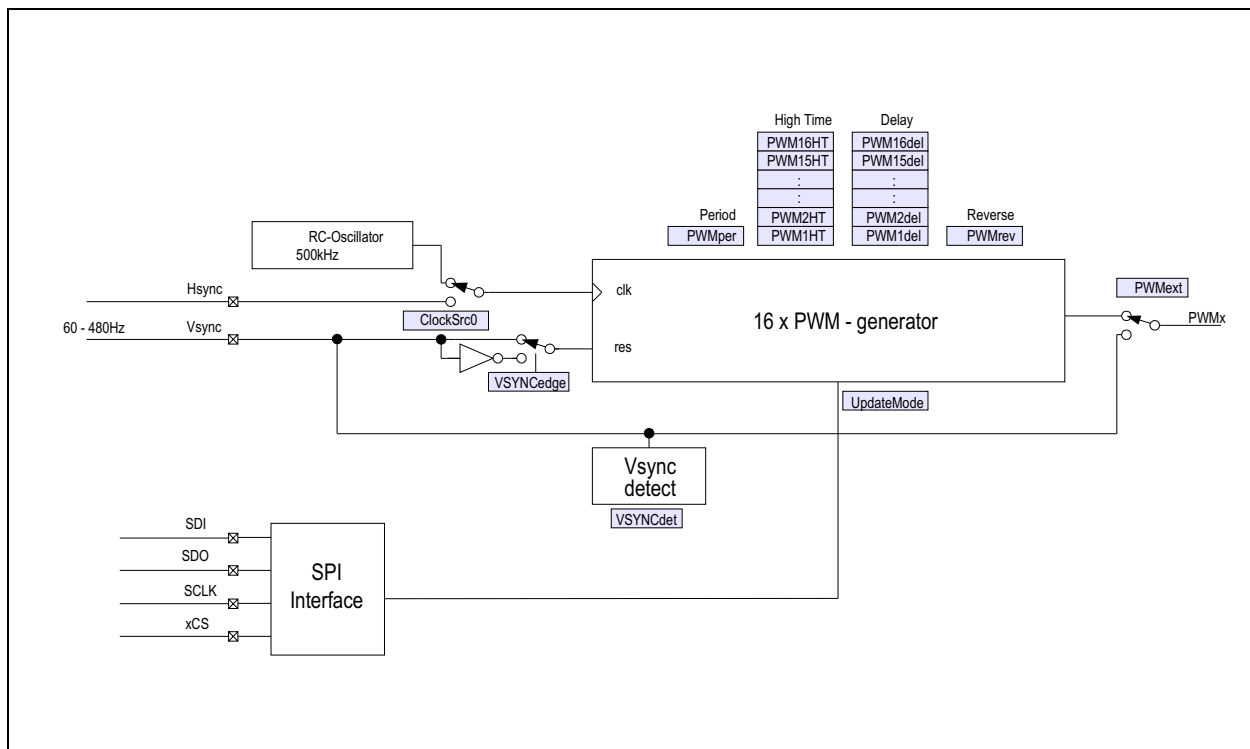 High Time
Delay
PWM16HT
PWM16del
PWM15HT
PWM15del
:
:
:
:
Period
PWM2HT
PWM2del
Reverse
PWMper
PWM1HT
PWM1del
PWMrev
RC-Oscillator
500kHz
Hsync
clk
PWMext
ClockSrc0
16 x PWM - generator
PWMx
60 - 480Hz
Vsync
res
VSYNCedge
UpdateMode
Vsync
detect
VSYNCdet
SDI
SDO
SPI
Interface
SCLK
xCS